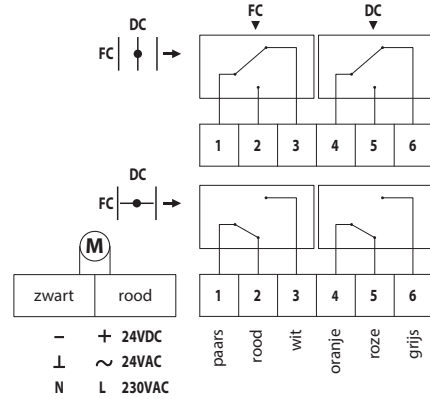 FC DC
DC
FC
1 2 3 4 5 6
DC
FC
M
zwart rood
1 2 3 4 5 6
− + 24VDC
⊥ ~ 24VAC
N L 230VAC
paars
rood
wit
oranje
roze
grijs